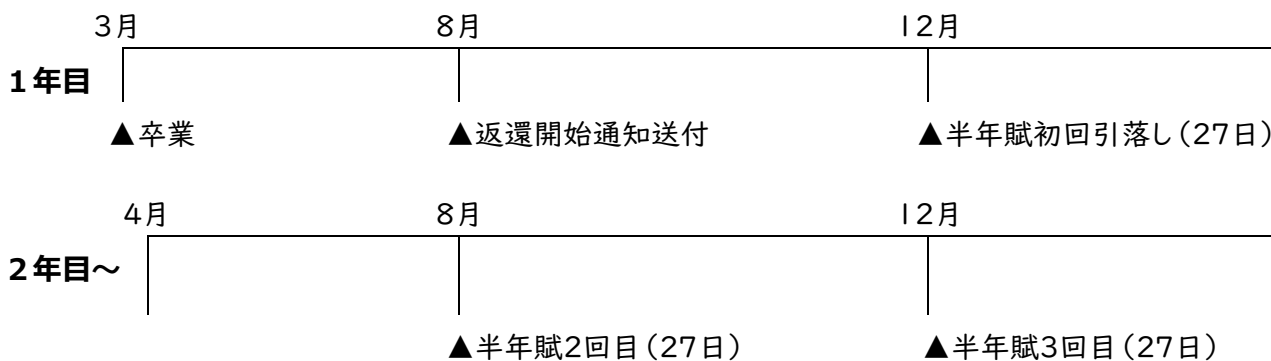 3月 8月 12月
1年目
▲卒業 ▲返還開始通知送付 ▲半年賦初回引落し(27日)
4月 8月 12月
2年目~
▲半年賦2回目(27日) ▲半年賦3回目(27日)